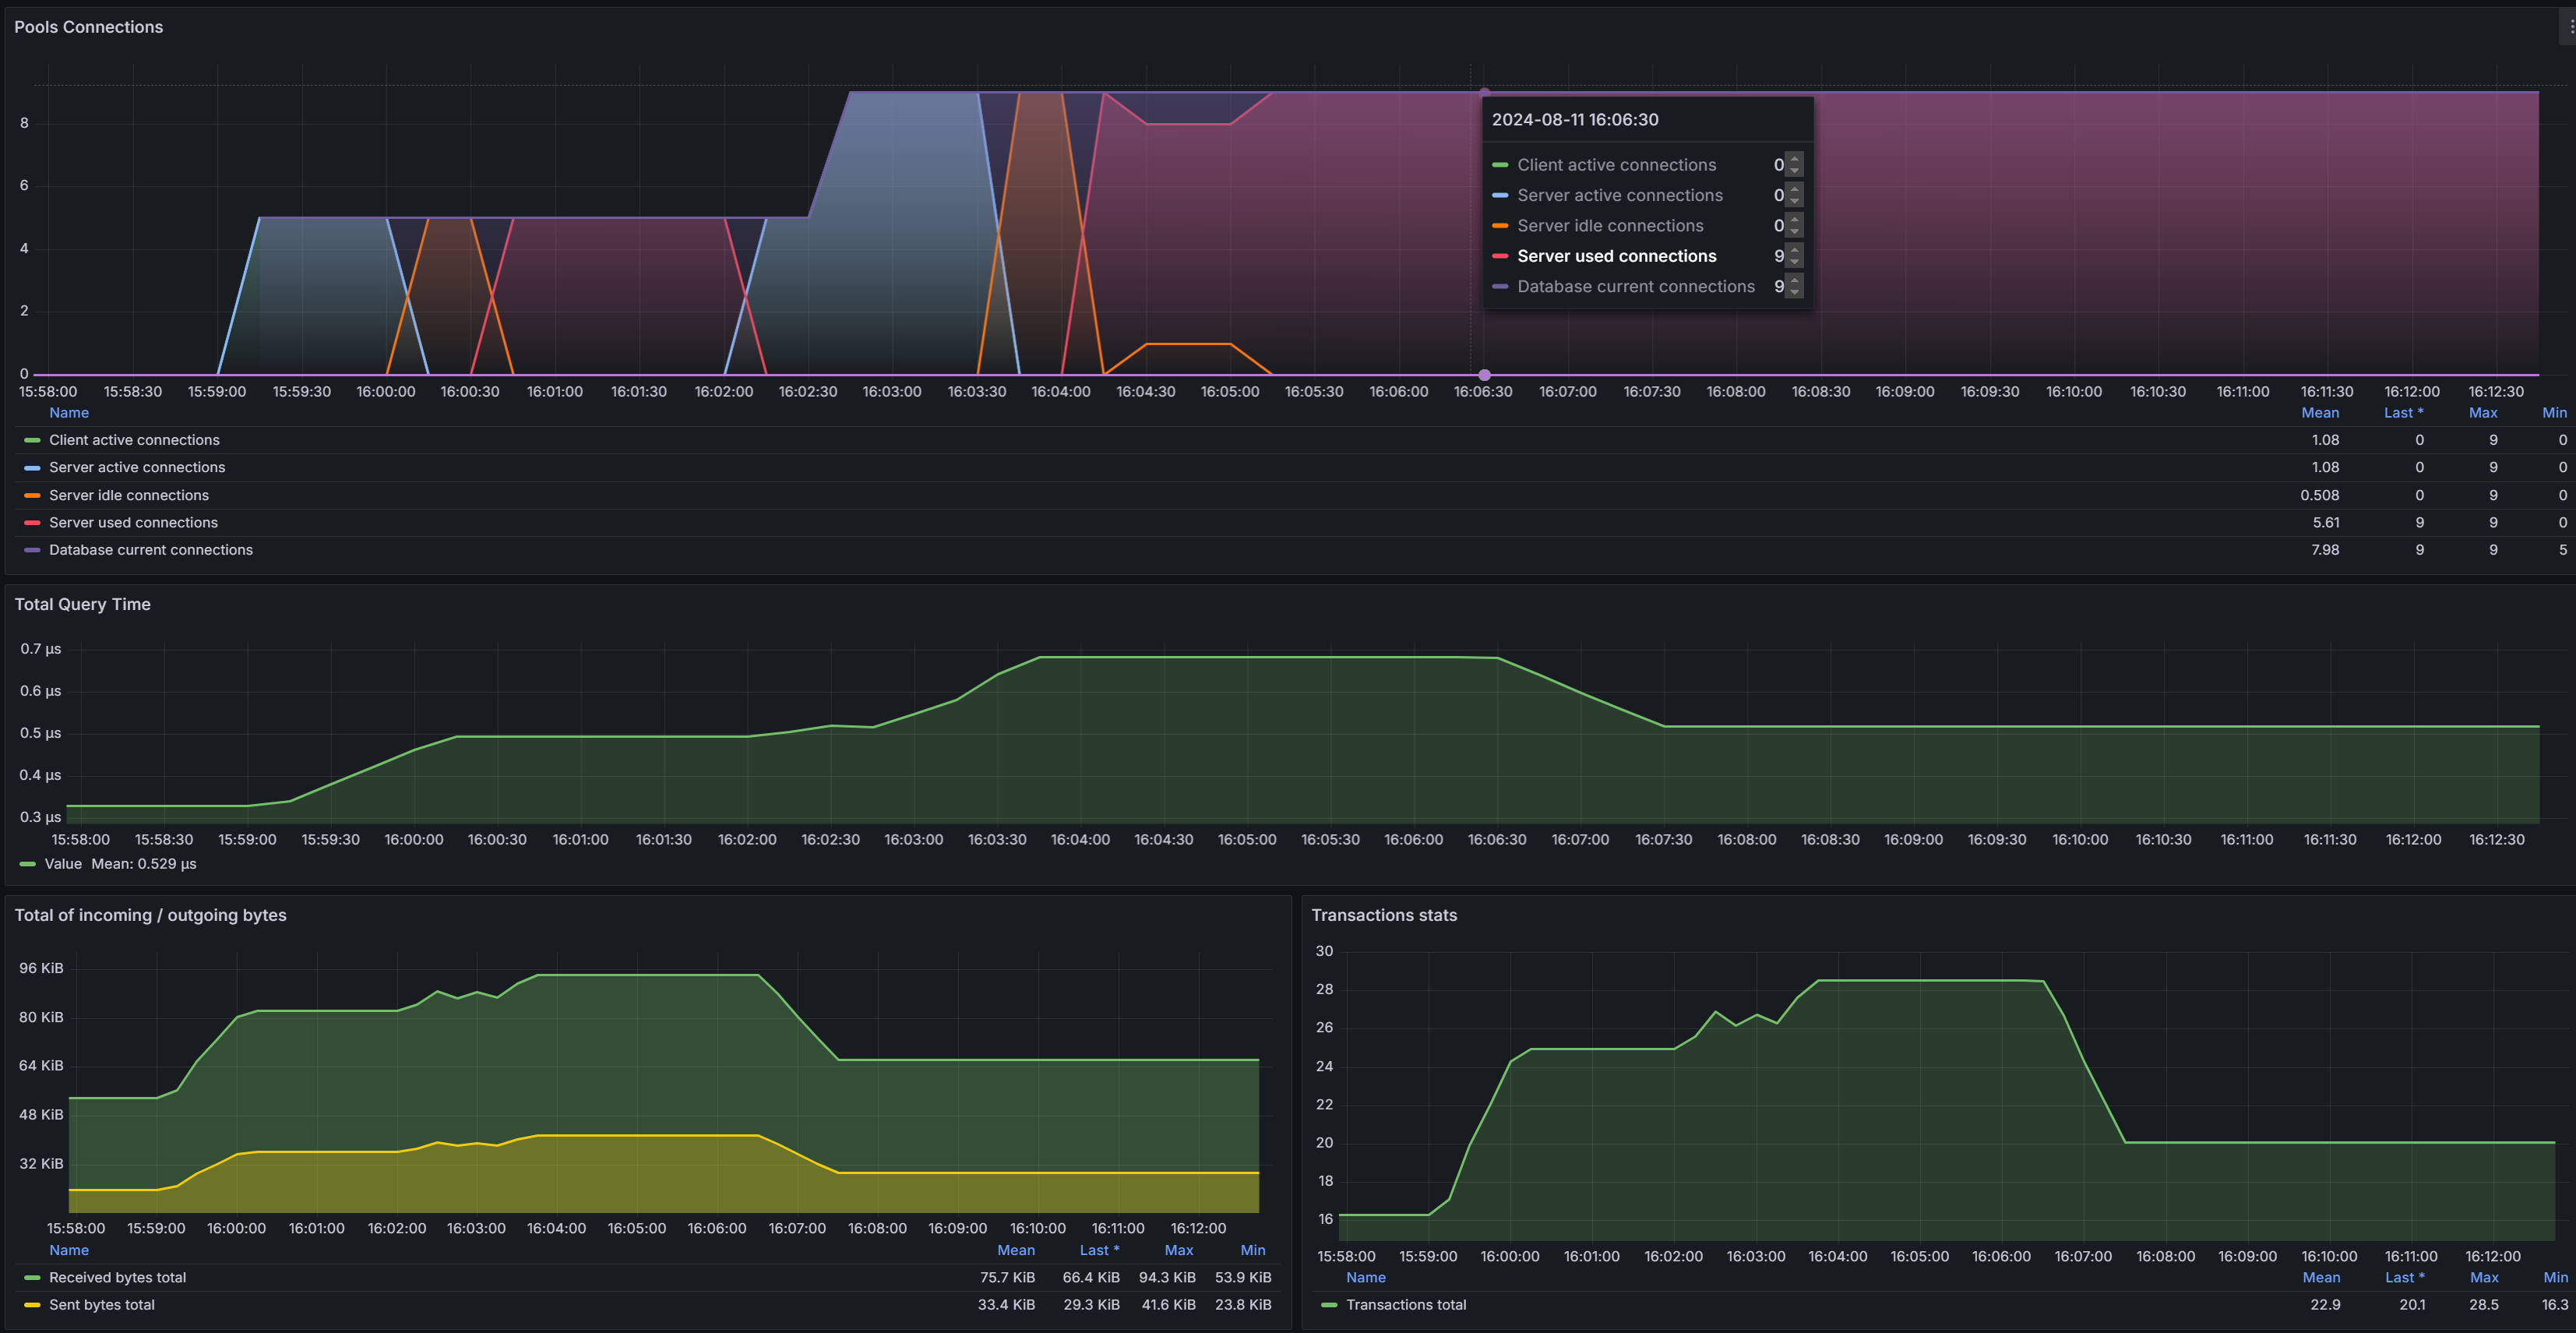 Pools Connections
8
6
4
2
0
2024-08-11 16:06:30
Client active connections 0
Server active connections 0
Server idle connections 0
Server used connections 9
Database current connections 9
15:58:00 15:58:30 15:59:00 15:59:30 16:00:00 16:00:30 16:01:00 16:01:30 16:02:00 16:02:30 16:03:00 16:03:30 16:04:00 16:04:30 16:05:00 16:05:30 16:06:00 16:06:30 16:07:00 16:07:30 16:08:00 16:08:30 16:09:00 16:09:30 16:10:00 16:10:30 16:11:00 16:11:30 16:12:00 16:12:30
Name Mean Last * Max Min
Client active connections 1.08 0 9 0
Server active connections 1.08 0 9 0
Server idle connections 0.508 0 9 0
Server used connections 5.61 9 9 0
Database current connections 7.98 9 9 5
Total Query Time
0.7 µs
0.6 µs
0.5 µs
0.4 µs
0.3 µs
15:58:00 15:58:30 15:59:00 15:59:30 16:00:00 16:00:30 16:01:00 16:01:30 16:02:00 16:02:30 16:03:00 16:03:30 16:04:00 16:04:30 16:05:00 16:05:30 16:06:00 16:06:30 16:07:00 16:07:30 16:08:00 16:08:30 16:09:00 16:09:30 16:10:00 16:10:30 16:11:00 16:11:30 16:12:00 16:12:30
Value Mean: 0.529 µs
Total of incoming / outgoing bytes
96 KiB
80 KiB
64 KiB
48 KiB
32 KiB
15:58:00 15:59:00 16:00:00 16:01:00 16:02:00 16:03:00 16:04:00 16:05:00 16:06:00 16:07:00 16:08:00 16:09:00 16:10:00 16:11:00 16:12:00
Name Mean Last * Max Min
Received bytes total 75.7 KiB 66.4 KiB 94.3 KiB 53.9 KiB
Sent bytes total 33.4 KiB 29.3 KiB 41.6 KiB 23.8 KiB
Transactions stats
30
28
26
24
22
20
18
16
15:58:00 15:59:00 16:00:00 16:01:00 16:02:00 16:03:00 16:04:00 16:05:00 16:06:00 16:07:00 16:08:00 16:09:00 16:10:00 16:11:00 16:12:00
Name Mean Last * Max Min
Transactions total 22.9 20.1 28.5 16.3